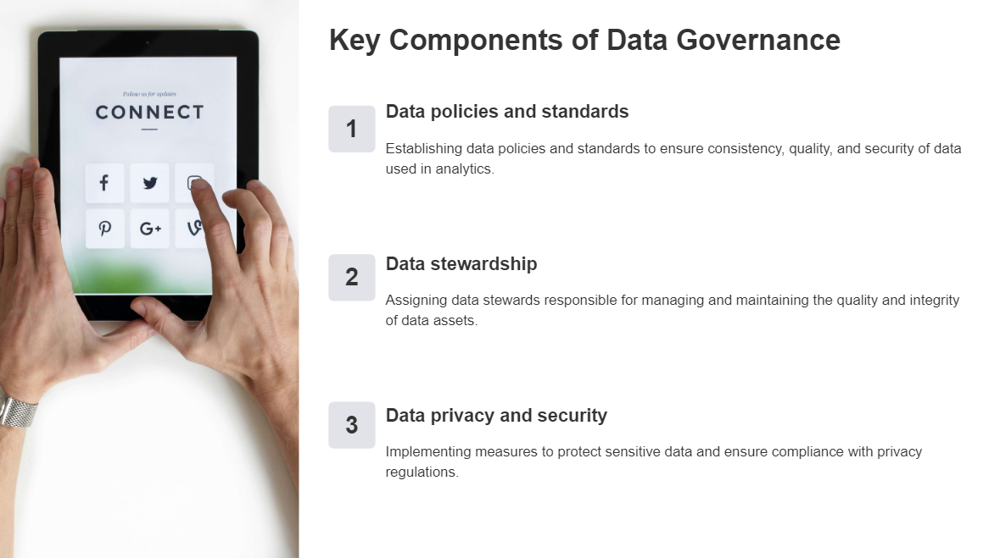 Follow us for updates
CONNECT
f
G+
Key Components of Data Governance
1
Data policies and standards
Establishing data policies and standards to ensure consistency, quality, and security of data
used in analytics.
2
Data stewardship
Assigning data stewards responsible for managing and maintaining the quality and integrity
of data assets.
3
Data privacy and security
Implementing measures to protect sensitive data and ensure compliance with privacy
regulations.